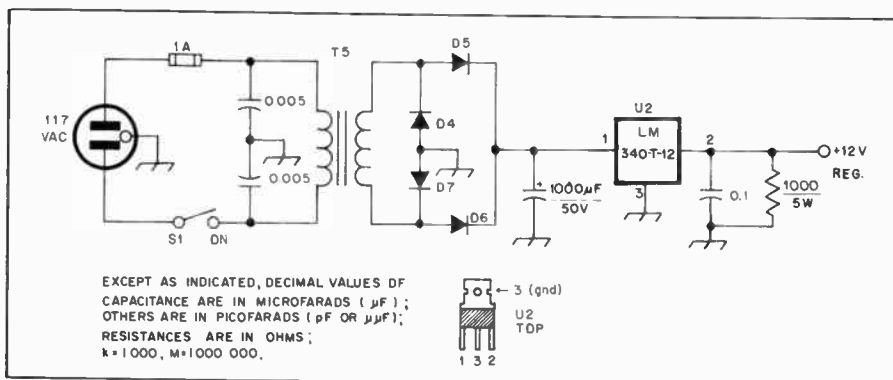 1A
T5
D5
117
VAC
0.005
0.005
D4
D7
D6
S1
ON
1000µF
50V
+
U2
LM
340-T-12
1
2
3
0.1
1000
5W
+12V
REG.
EXCEPT AS INDICATED, DECIMAL VALUES OF
CAPACITANCE ARE IN MICROFARADS ( µF ) ;
OTHERS ARE IN PICOFARADS ( pF OR µµF);
RESISTANCES ARE IN OHMS;
k=1000, M=1000 000.
3 (gnd)
U2
TOP
1 3 2